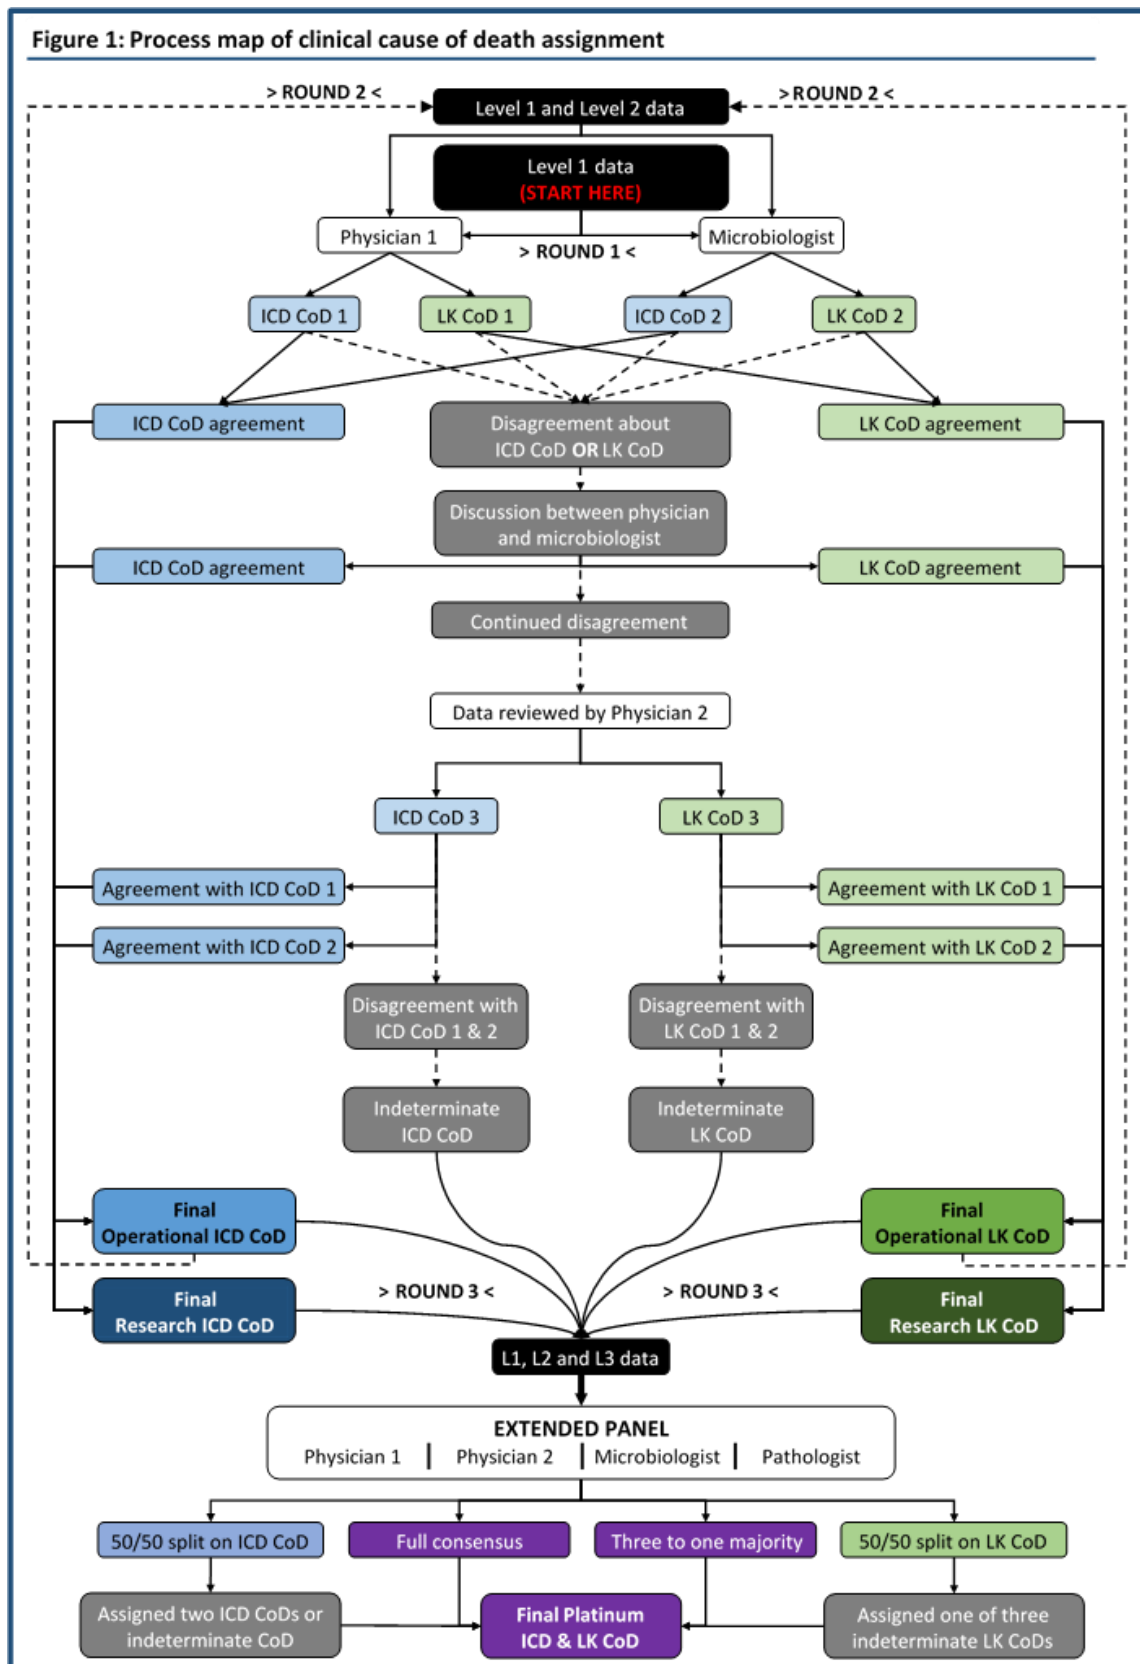 Figure 1: Process map of clinical cause of death assignment
> ROUND 2 <
> ROUND 2 <
Level 1 and Level 2 data
Level 1 data
(START HERE)
Physician 1
Microbiologist
> ROUND 1 <
ICD CoD 1
LK CoD 1
ICD CoD 2
LK CoD 2
ICD CoD agreement
Disagreement about
ICD CoD OR LK CoD
LK CoD agreement
Discussion between physician
and microbiologist
ICD CoD agreement
LK CoD agreement
Continued disagreement
Data reviewed by Physician 2
ICD CoD 3
LK CoD 3
Agreement with ICD CoD 1
Agreement with LK CoD 1
Agreement with ICD CoD 2
Agreement with LK CoD 2
Disagreement with
ICD CoD 1 & 2
Disagreement with
LK CoD 1 & 2
Indeterminate
ICD CoD
Indeterminate
LK CoD
Final
Operational ICD CoD
Final
Operational LK CoD
> ROUND 3 <
> ROUND 3 <
Final
Research ICD CoD
Final
Research LK CoD
L1, L2 and L3 data
EXTENDED PANEL
Physician 1 | Physician 2 | Microbiologist | Pathologist
50/50 split on ICD CoD
Full consensus
Three to one majority
50/50 split on LK CoD
Assigned two ICD CoDs or
indeterminate CoD
Final Platinum
ICD & LK CoD
Assigned one of three
indeterminate LK CoDs